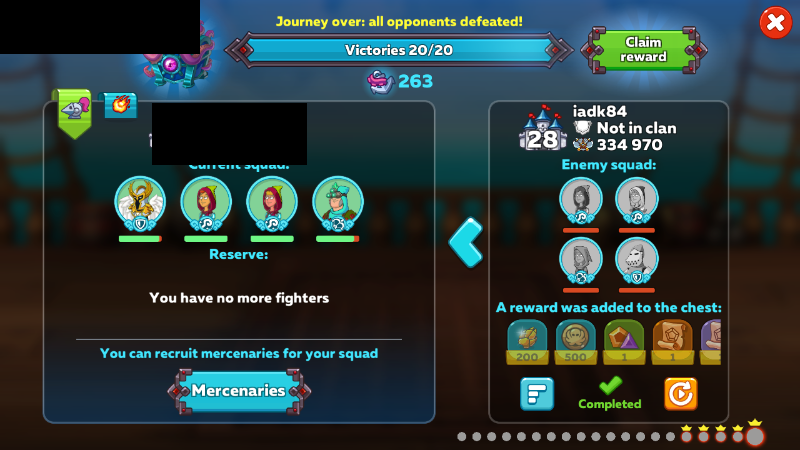 Journey over: all opponents defeated!
Victories 20/20
Claim
reward
263
Current squad:
Reserve:
You have no more fighters
You can recruit mercenaries for your squad
Mercenaries
28
iadk84
Not in clan
334 970
Enemy squad:
A reward was added to the chest:
200
500
1
1
Completed